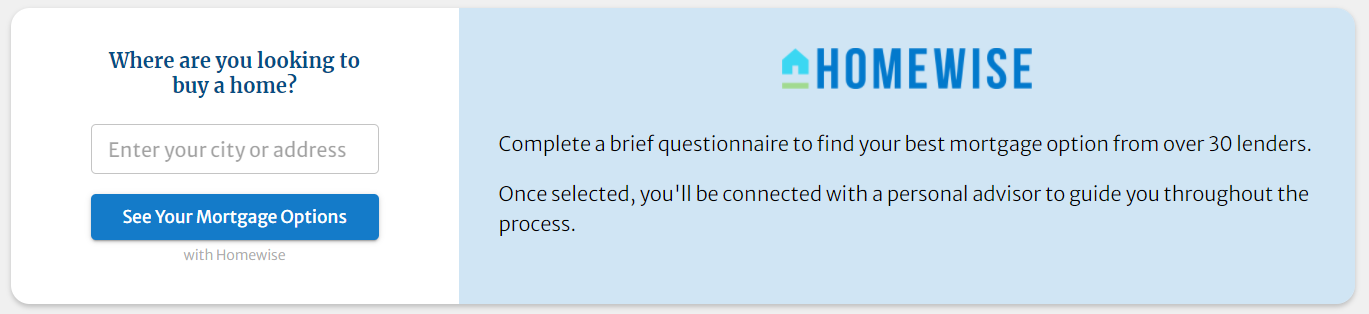 Where are you looking to
buy a home?
Enter your city or address
See Your Mortgage Options
with Homewise
HOMEWISE
Complete a brief questionnaire to find your best mortgage option from over 30 lenders.
Once selected, you'll be connected with a personal advisor to guide you throughout the
process.